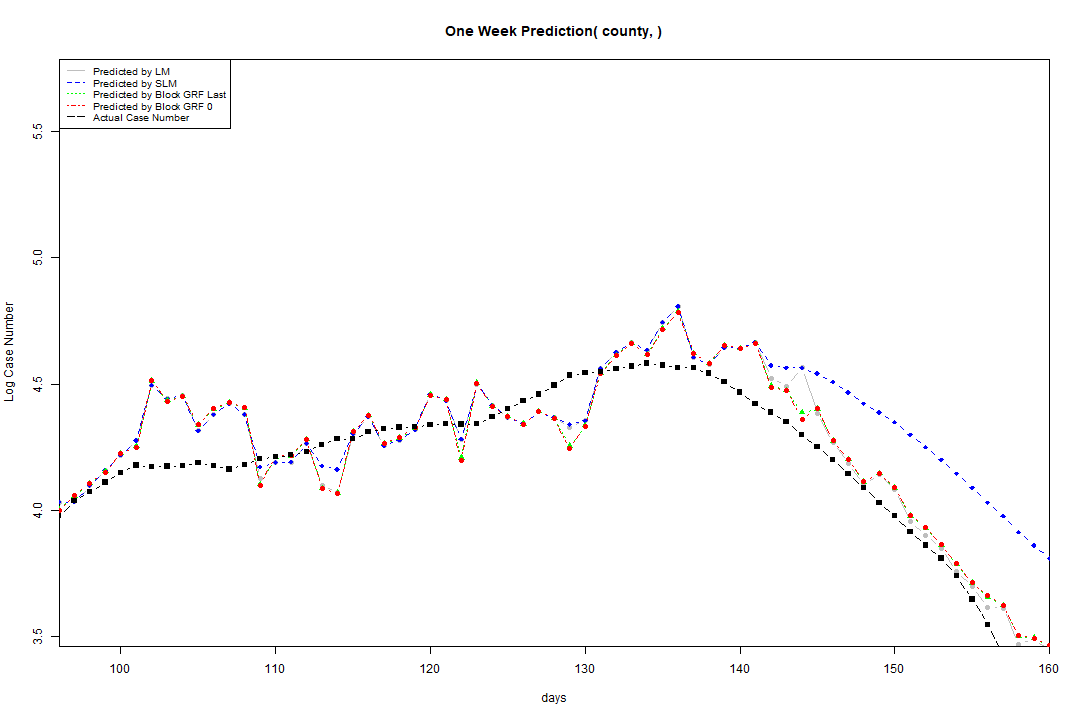 One Week Prediction( county, )
Predicted by LM
Predicted by SLM
Predicted by Block GRF Last
Predicted by Block GRF 0
Actual Case Number
5.5
5.0
4.5
4.0
3.5
Log Case Number
100 110 120 130 140 150 160
days